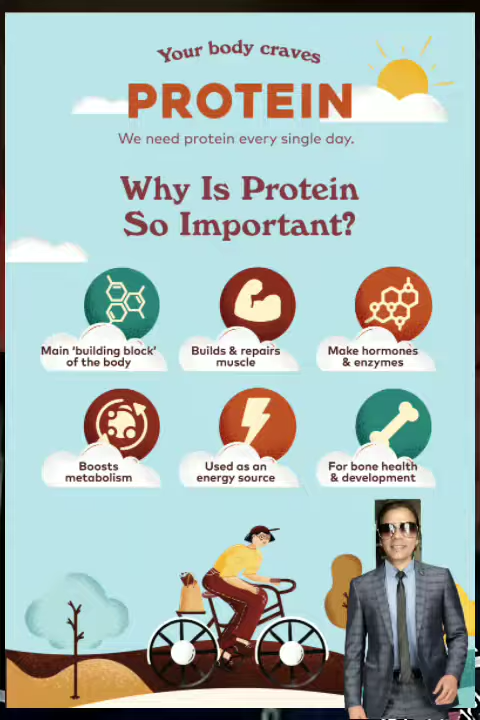 Your body craves
PROTEIN
We need protein every single day.
Why Is Protein
So Important?
Main 'building block'
of the body
Builds & repairs
muscle
Make hormones
& enzymes
Boosts
metabolism
Used as an
energy source
For bone health
& development